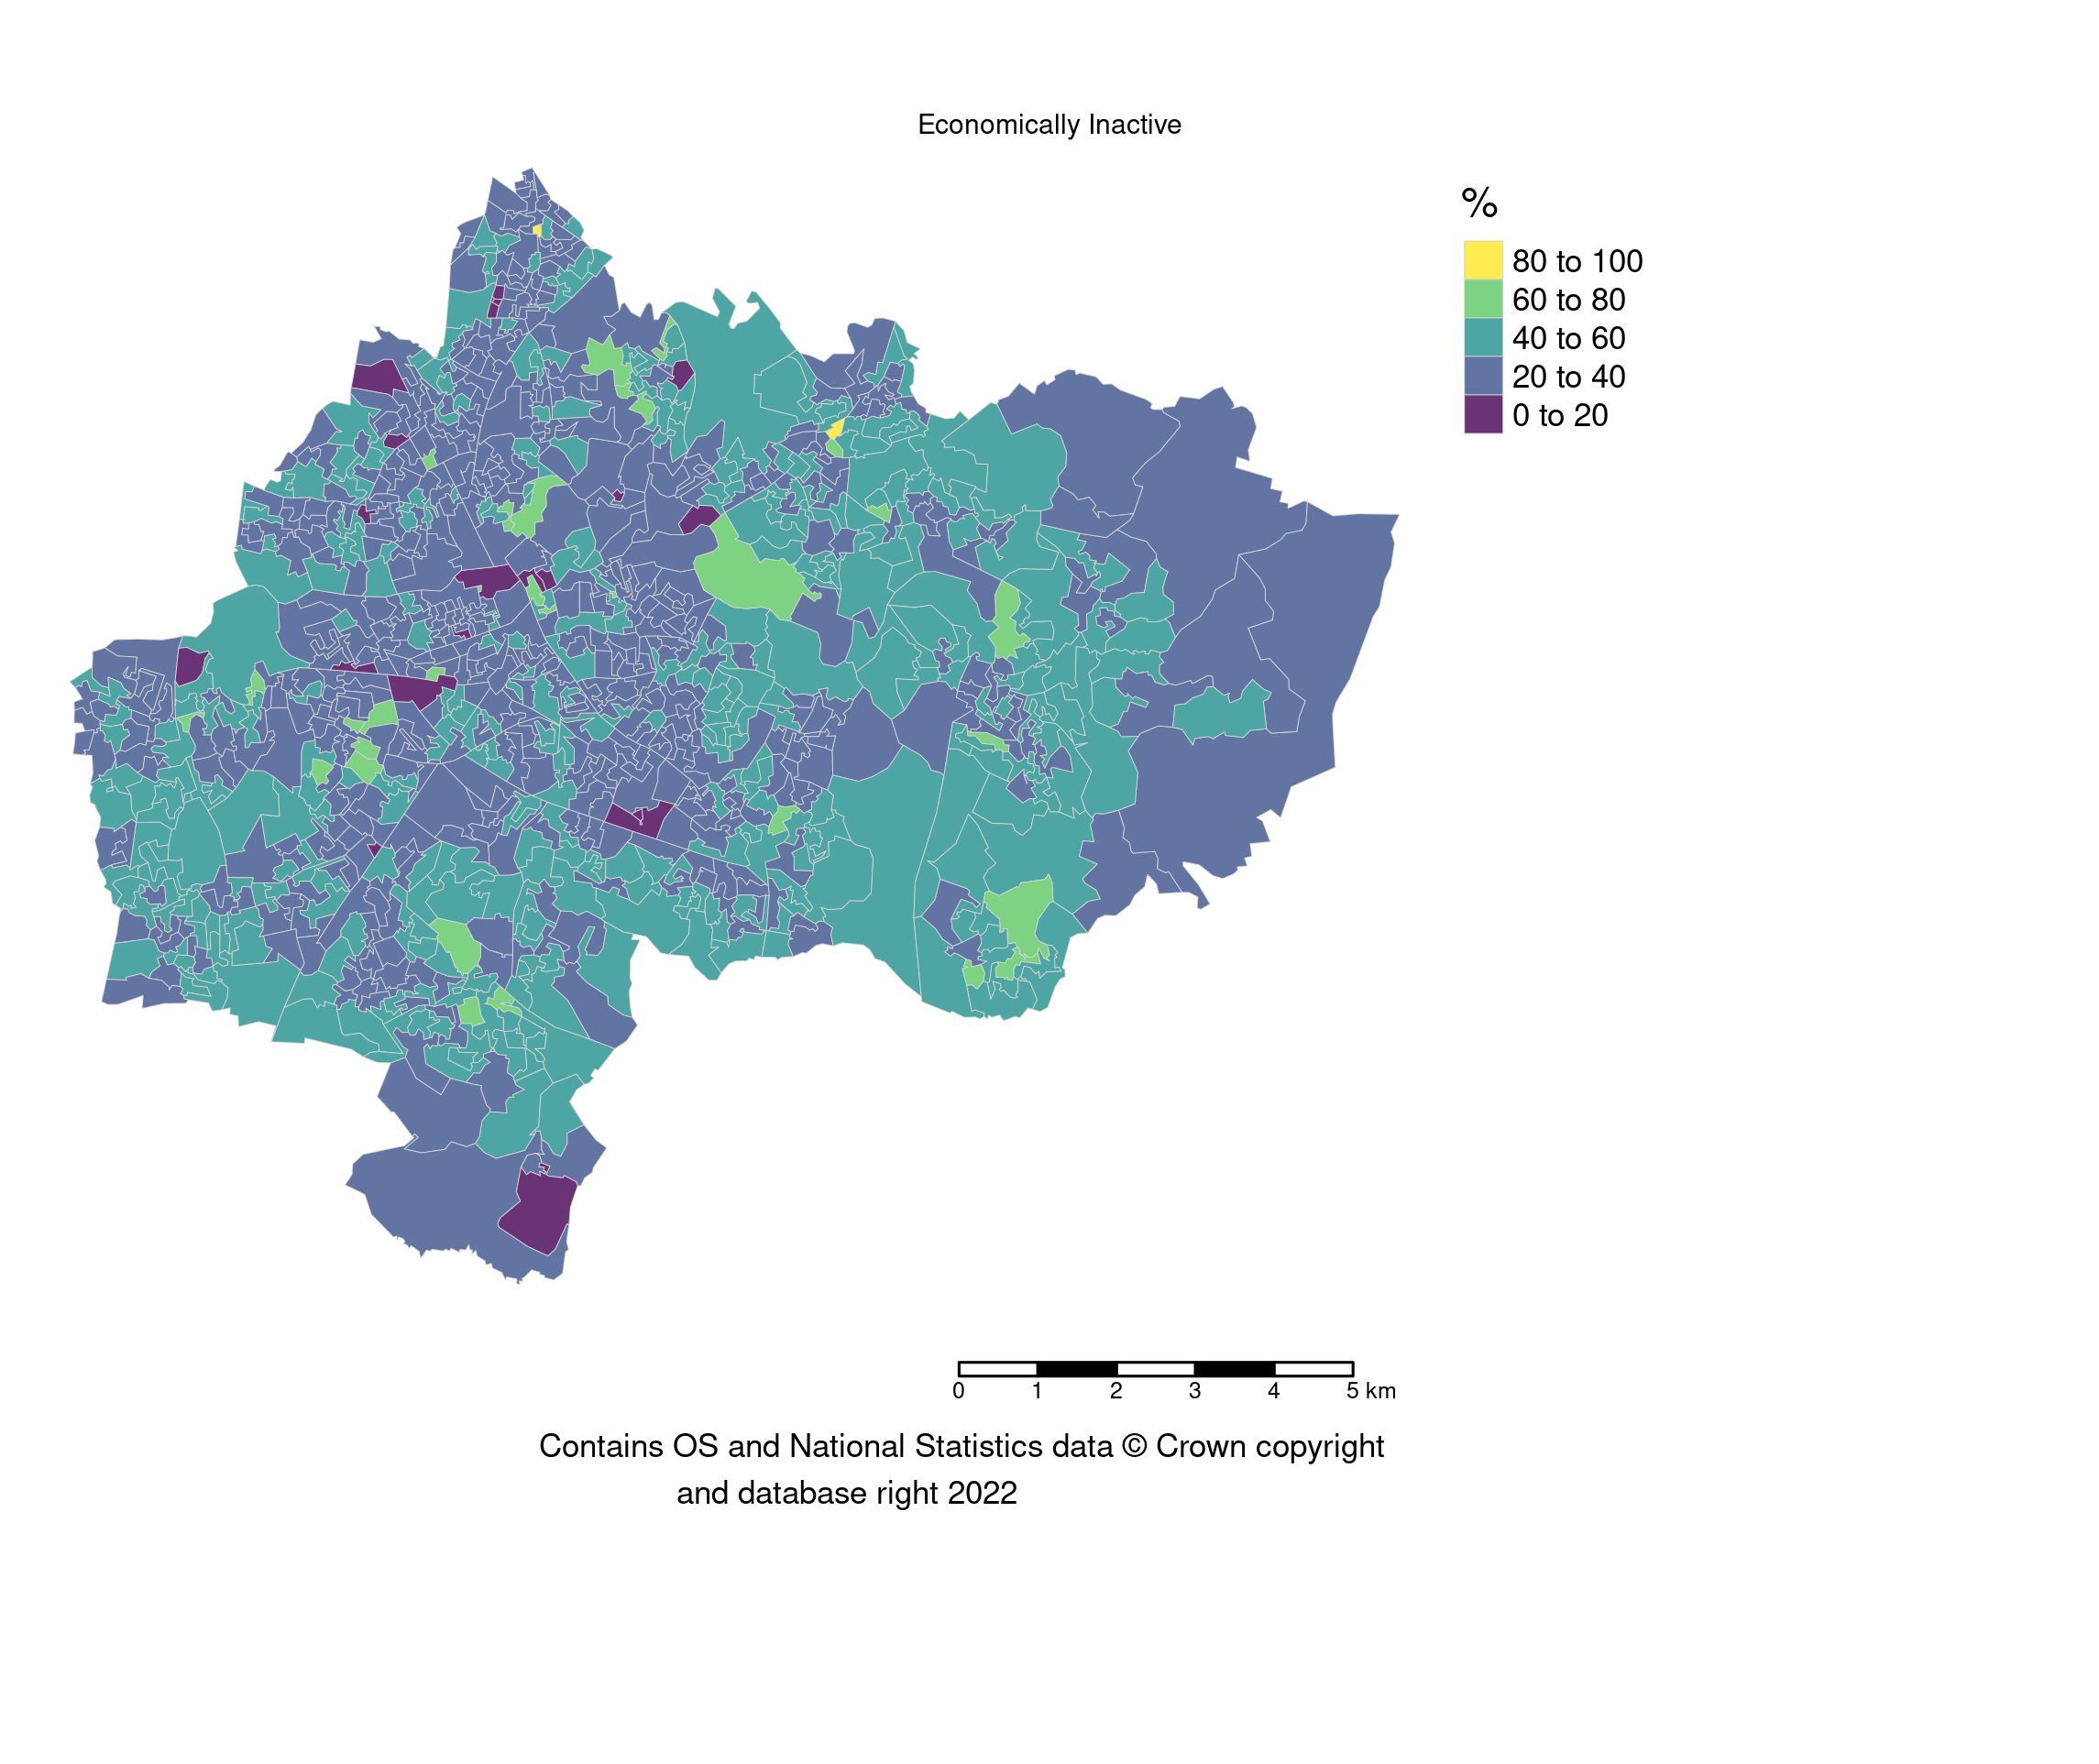 Economically Inactive
%
80 to 100
60 to 80
40 to 60
20 to 40
0 to 20
0 1 2 3 4 5 km
Contains OS and National Statistics data © Crown copyright
and database right 2022